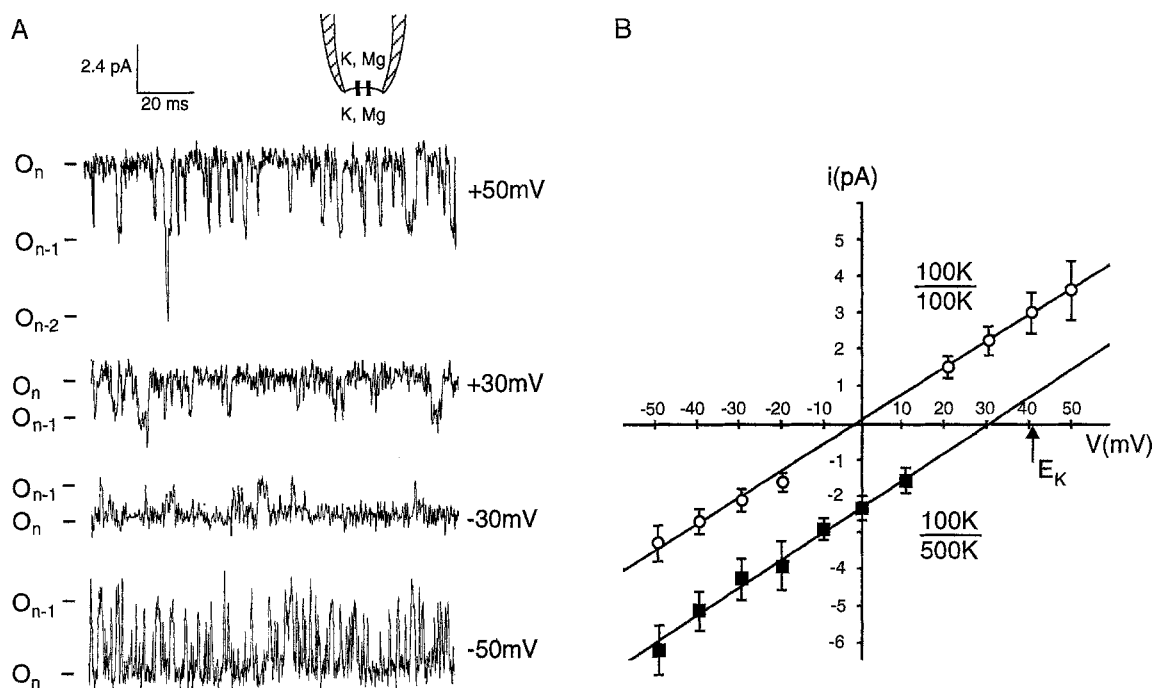 A
2.4 pA
20 ms
K, Mg
K, Mg
On
+50mV
On-1
On-2
On
+30mV
On-1
On-1
On
-30mV
On-1
-50mV
On
B
i(pA)
5
4
3
2
1
100K
100K
-50 -40 -30 -20 -10 10 20 30 40 50
V(mV)
EK
-1
-2
-4
-5
-6
100K
500K